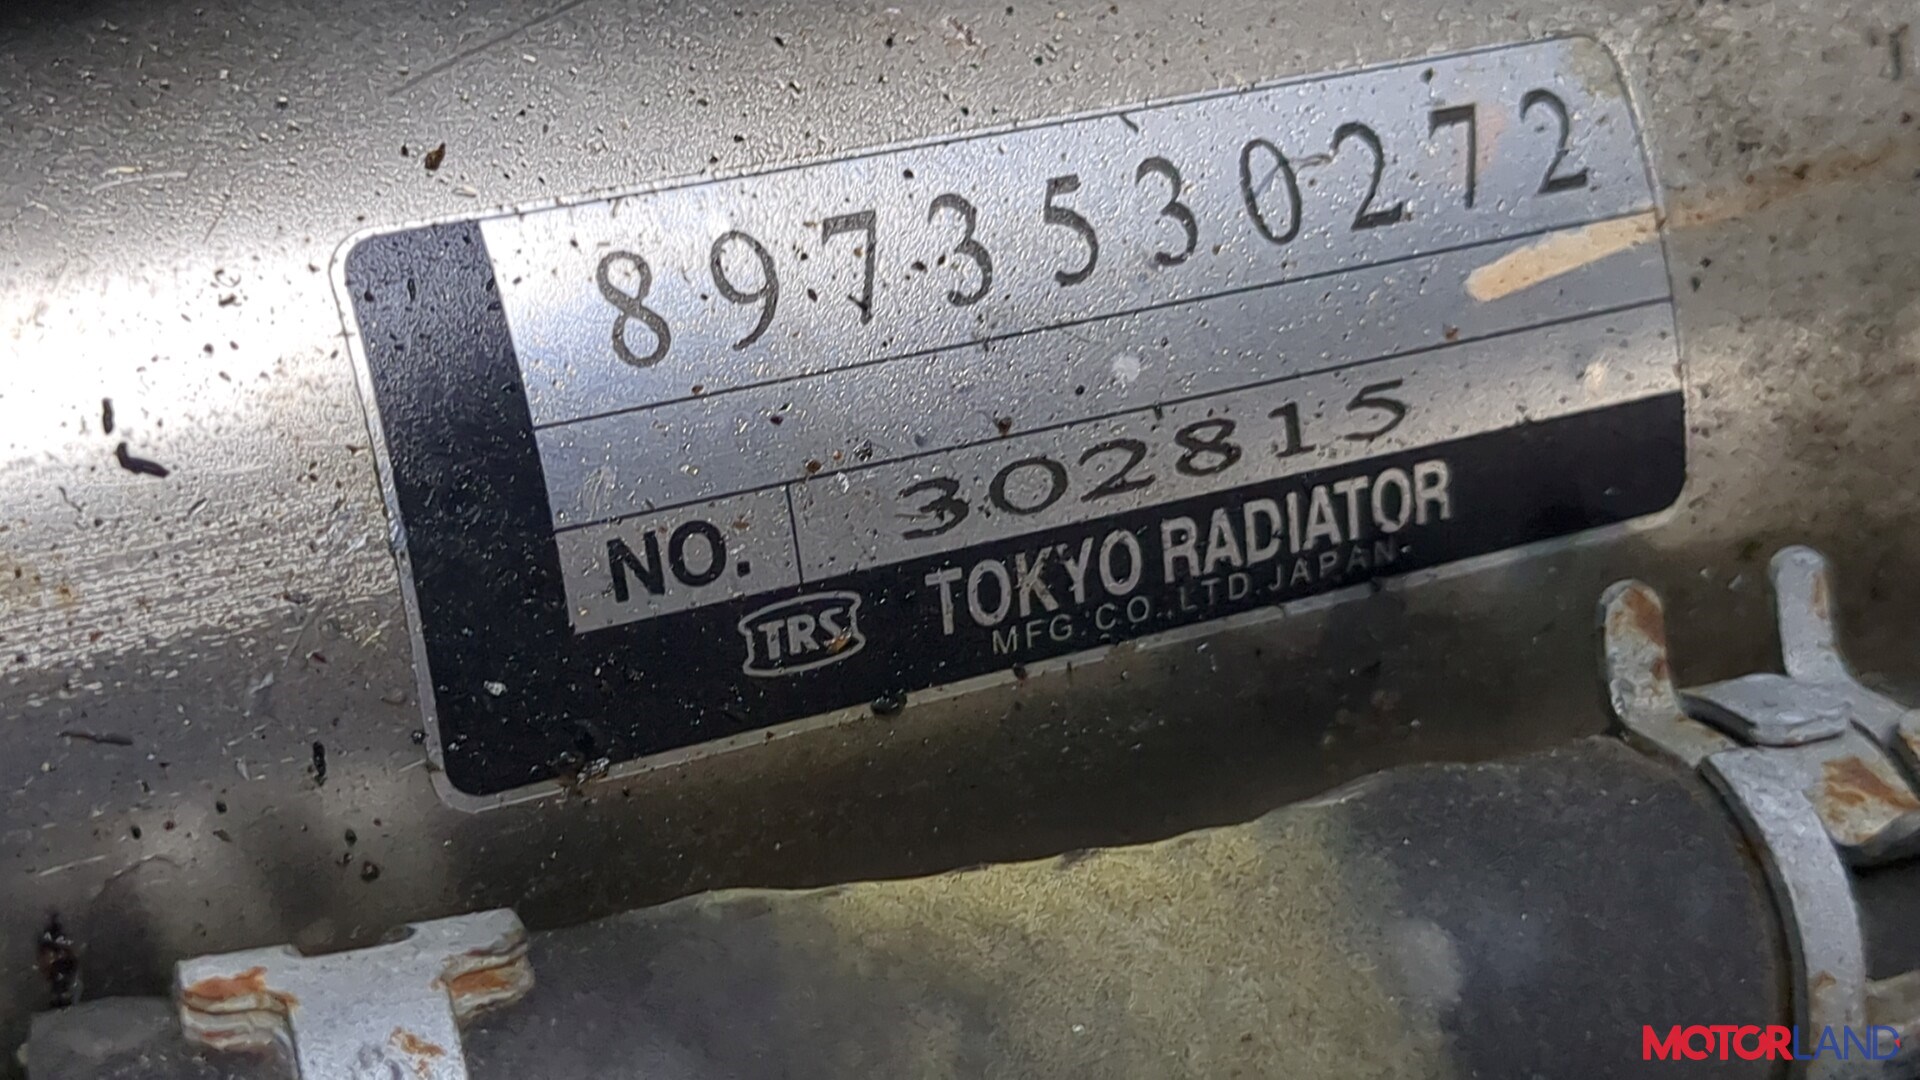 8973530272
NO. 302815
TRS TOKYO RADIATOR
MFG.CO.,LTD.JAPAN-
MOTORLAND